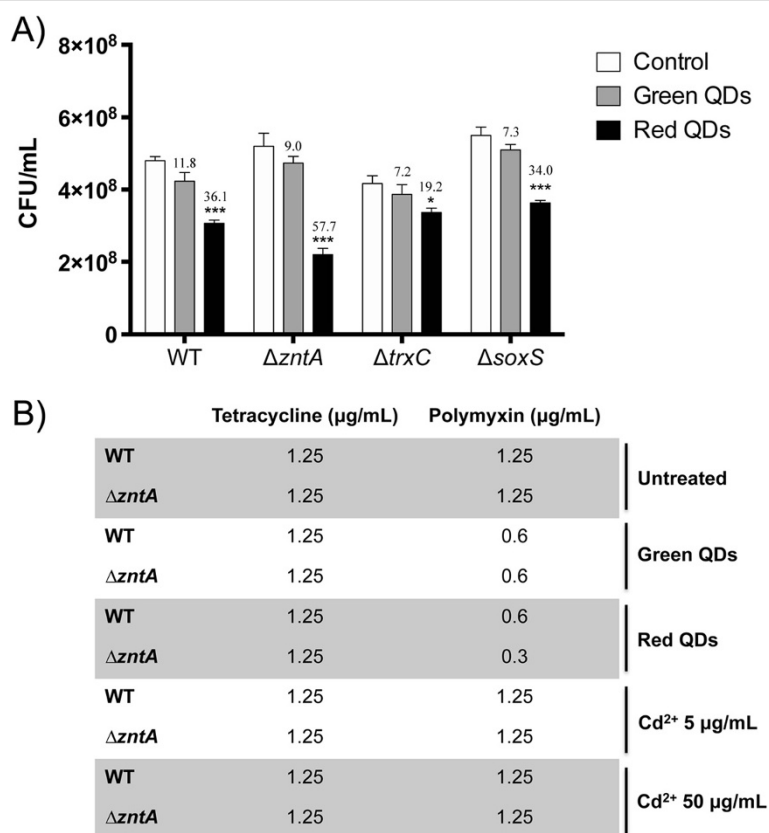 A)
8×10⁸
6×10⁸
4×10⁸
2×10⁸
0
CFU/mL
Control
Green QDs
Red QDs
11.8
36.1
***
9.0
57.7
***
7.2
19.2
*
7.3
34.0
***
WT ΔzntA ΔtrxC ΔsoxS
B)
Tetracycline (μg/mL) Polymyxin (μg/mL)
WT 1.25 1.25
ΔzntA 1.25 1.25
Untreated
WT 1.25 0.6
ΔzntA 1.25 0.6
Green QDs
WT 1.25 0.6
ΔzntA 1.25 0.3
Red QDs
WT 1.25 1.25
ΔzntA 1.25 1.25
Cd²⁺ 5 μg/mL
WT 1.25 1.25
ΔzntA 1.25 1.25
Cd²⁺ 50 μg/mL